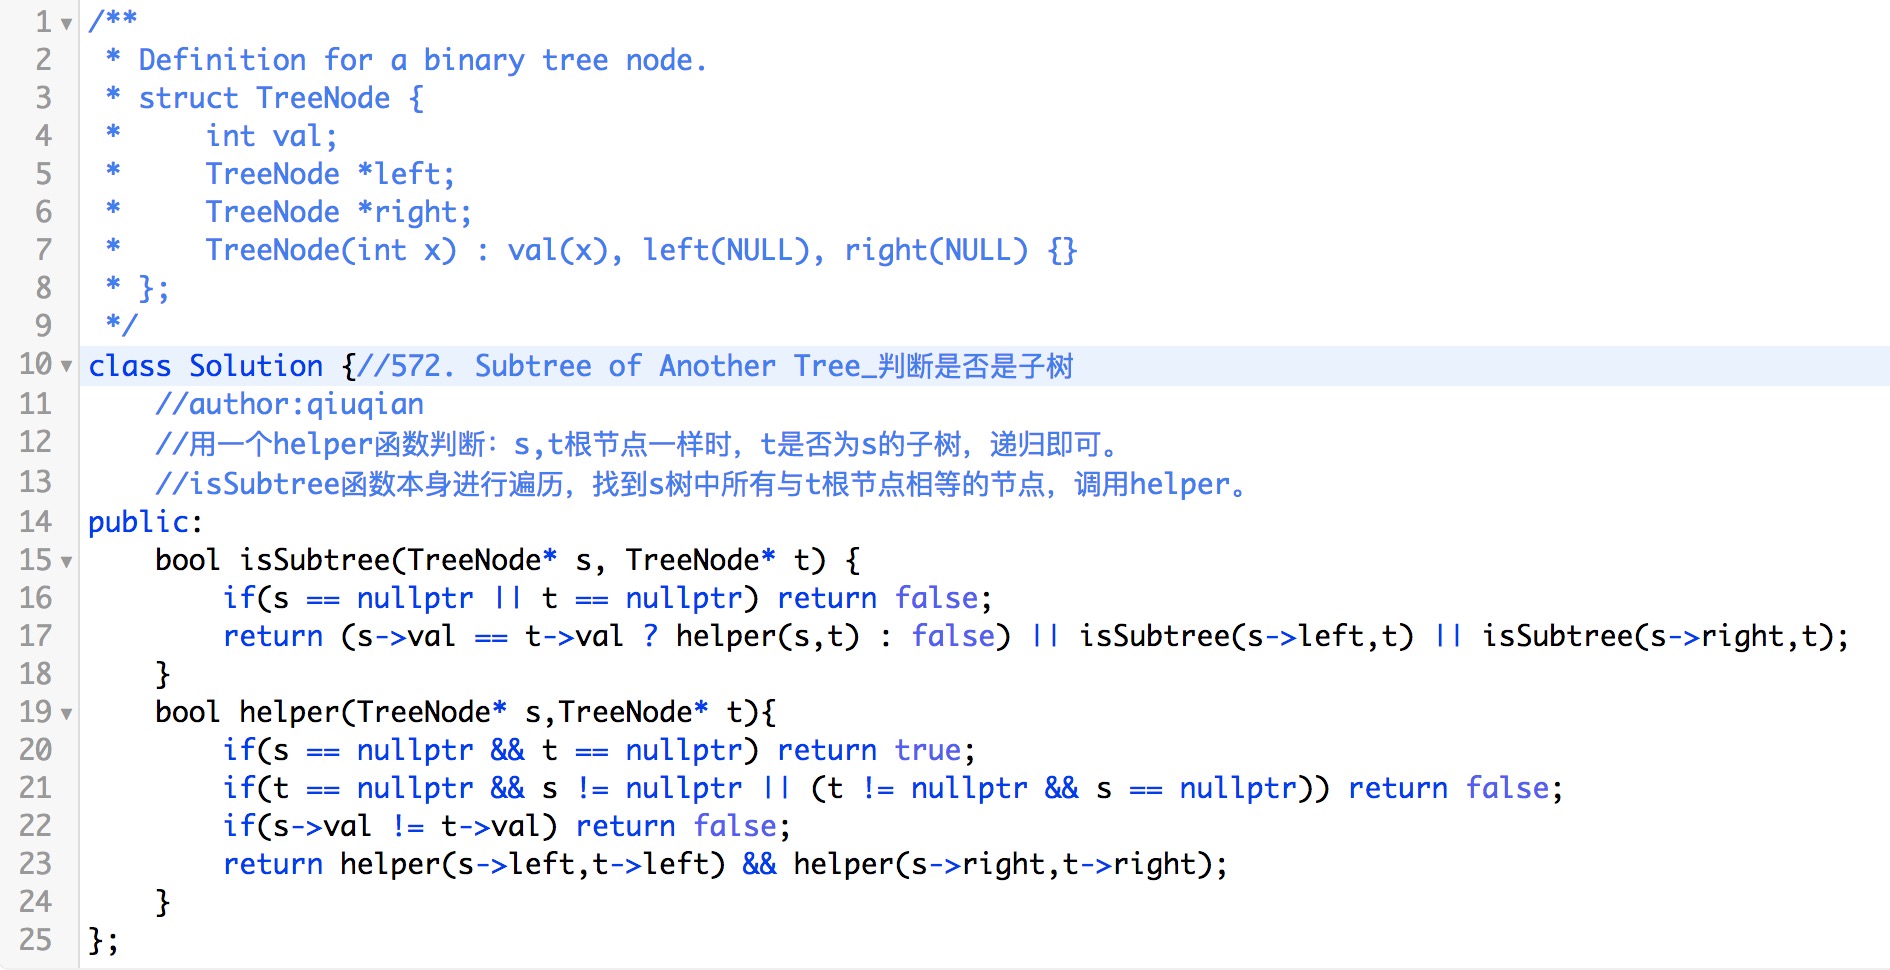 1 /**
2  * Definition for a binary tree node.
3  * struct TreeNode {
4  *     int val;
5  *     TreeNode *left;
6  *     TreeNode *right;
7  *     TreeNode(int x) : val(x), left(NULL), right(NULL) {}
8  * };
9  */
10 class Solution {//572. Subtree of Another Tree_判断是否是子树
11     //author:qiuqian
12     //用一个helper函数判断：s,t根节点一样时，t是否为s的子树，递归即可。
13     //isSubtree函数本身进行遍历，找到s树中所有与t根节点相等的节点，调用helper。
14 public:
15     bool isSubtree(TreeNode* s, TreeNode* t) {
16         if(s == nullptr || t == nullptr) return false;
17         return (s->val == t->val ? helper(s,t) : false) || isSubtree(s->left,t) || isSubtree(s->right,t);
18     }
19     bool helper(TreeNode* s,TreeNode* t){
20         if(s == nullptr && t == nullptr) return true;
21         if(t == nullptr && s != nullptr || (t != nullptr && s == nullptr)) return false;
22         if(s->val != t->val) return false;
23         return helper(s->left,t->left) && helper(s->right,t->right);
24     }
25 };